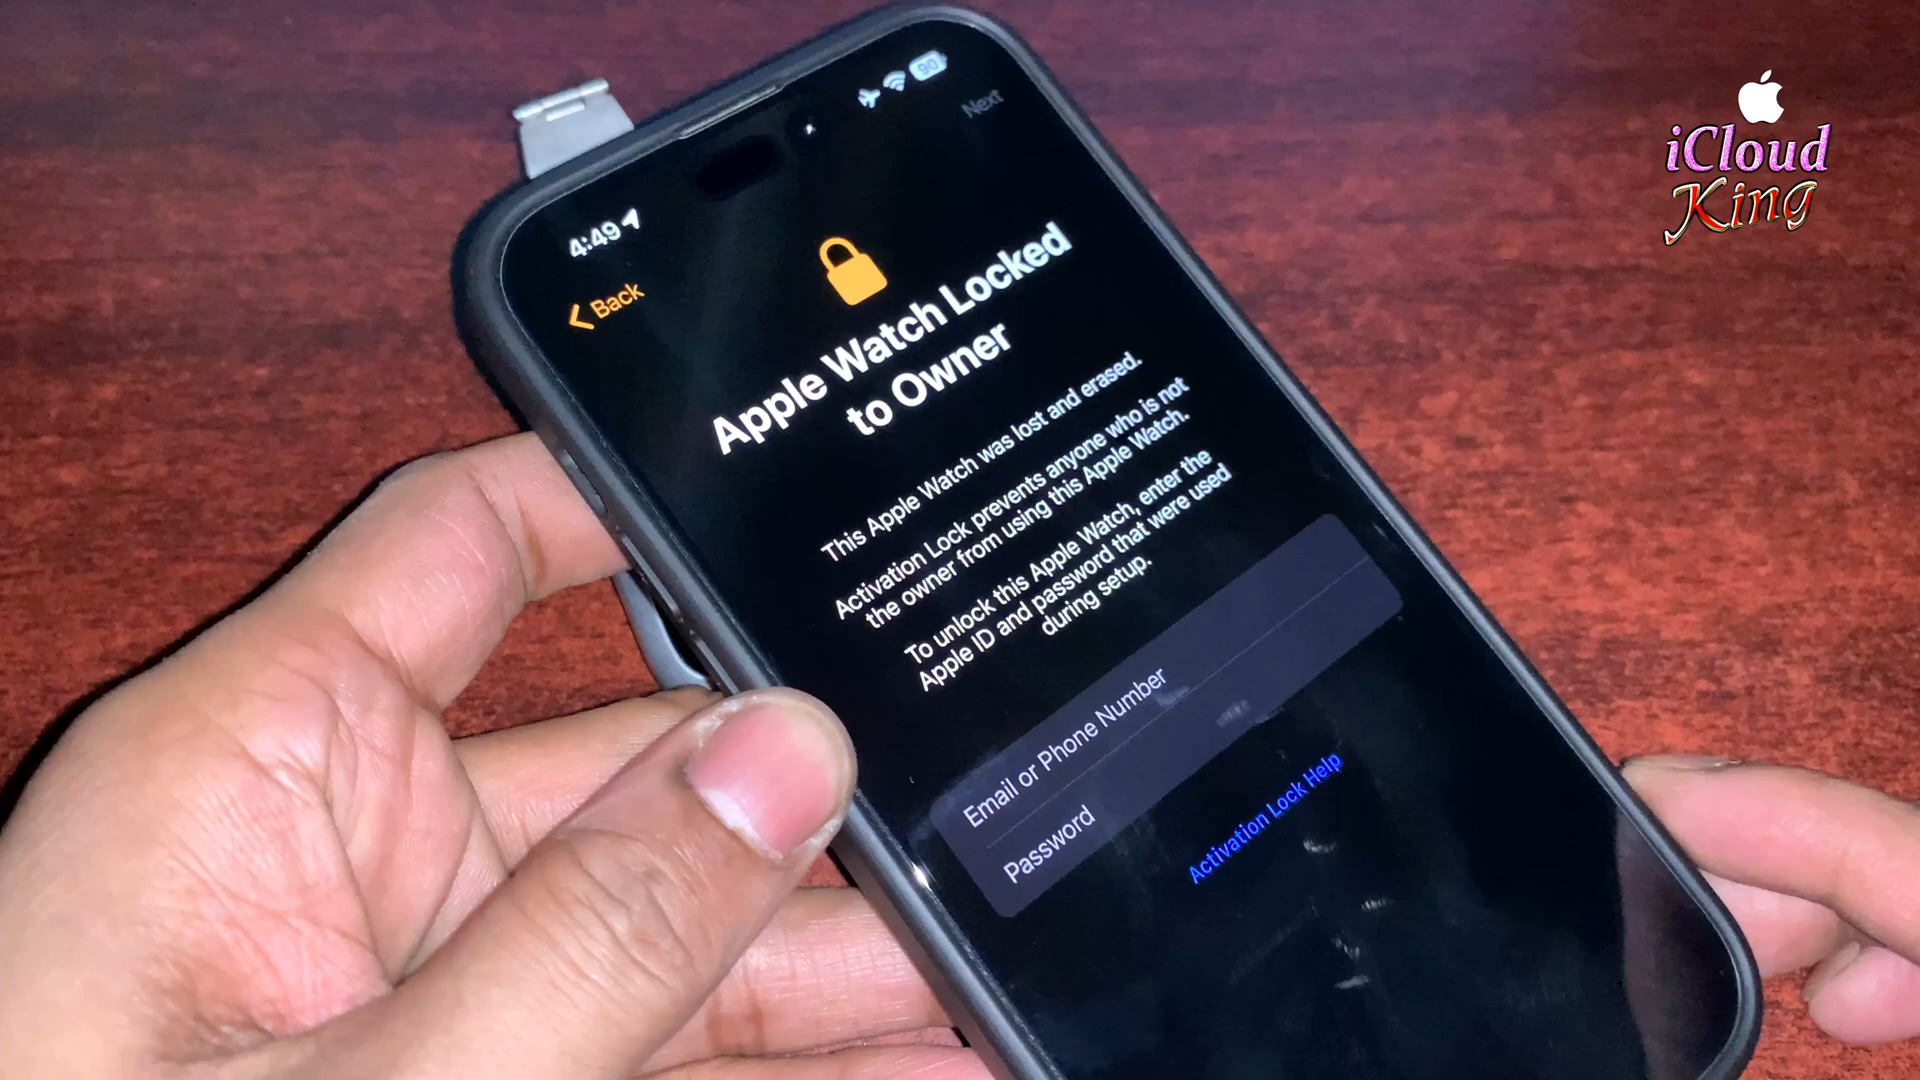 4:49
90
Next
Back
Apple Watch Locked
to Owner
This Apple Watch was lost and erased.
Activation Lock prevents anyone who is not
the owner from using this Apple Watch.
To unlock this Apple Watch, enter the
Apple ID and password that were used
during setup.
Email or Phone Number
Password
Activation Lock Help
iCloud
King